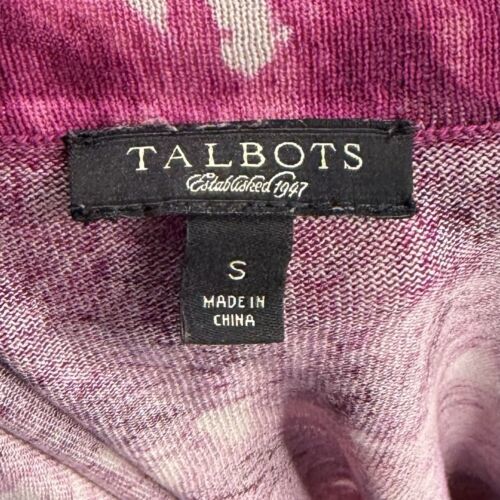 TALBOTS
Established 1947
S
MADE IN
CHINA